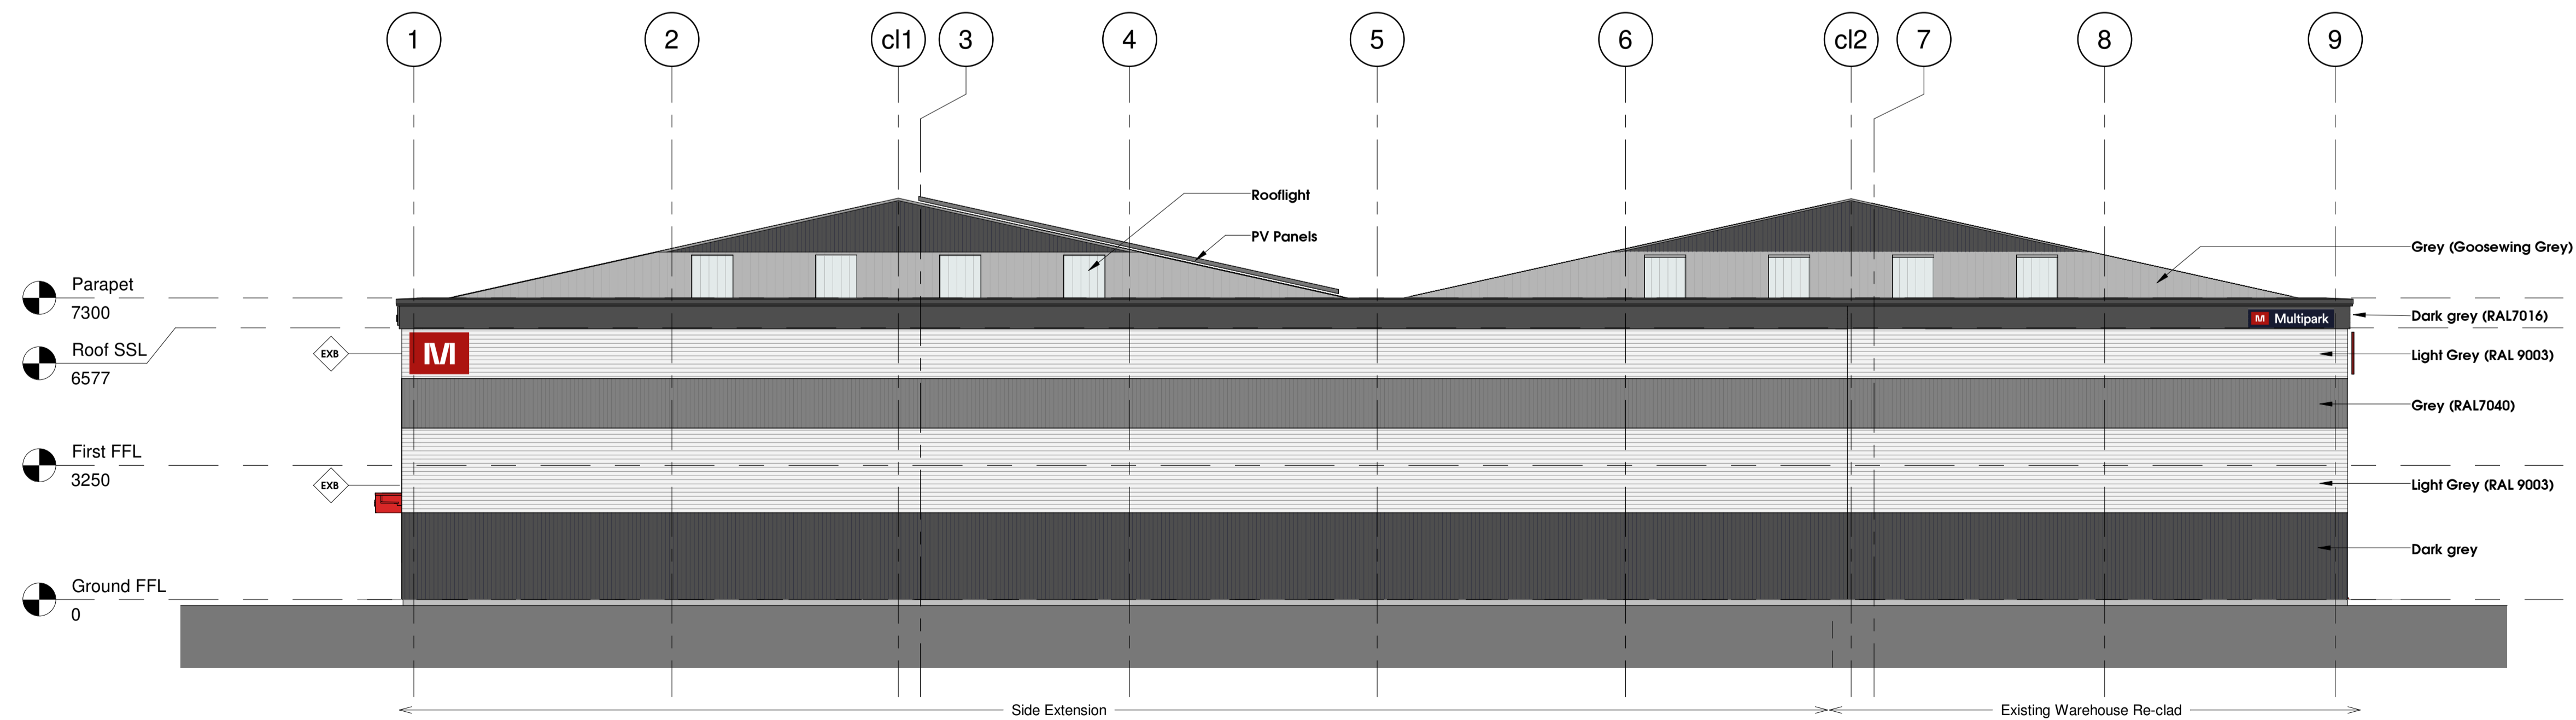 1 2 cl1 3 4 5 6 cl2 7 8 9
Rooflight
PV Panels
Grey (Goosewing Grey)
Parapet
7300
Multipark
Dark grey (RAL7016)
Roof SSL
6577
EXB
M
Light Grey (RAL 9003)
Grey (RAL7040)
First FFL
3250
EXB
Light Grey (RAL 9003)
Dark grey
Ground FFL
0
Side Extension
Existing Warehouse Re-clad